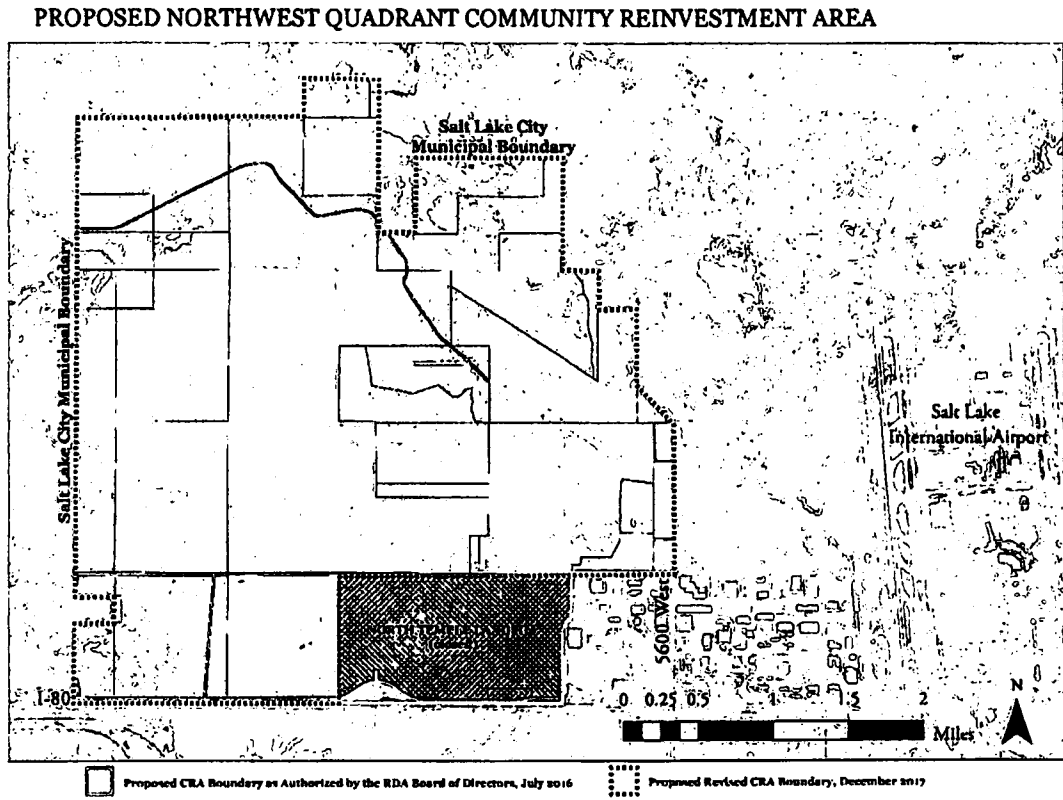 PROPOSED NORTHWEST QUADRANT COMMUNITY REINVESTMENT AREA
Salt Lake City
Municipal Boundary
Salt Lake City Municipal Boundary
Salt Lake
International Airport
5600 West
I-80
0 0.25 0.5 1 1.5 2
Miles
N
Proposed CRA Boundary as Authorized by the RDA Board of Directors, July 2016
Proposed Revised CRA Boundary, December 2017